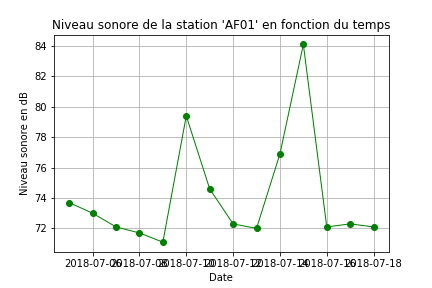 Niveau sonore de la station 'AF01' en fonction du temps
84
82
80
78
76
74
72
Niveau sonore en dB
2018-07-06 2018-07-08 2018-07-10 2018-07-12 2018-07-14 2018-07-16 2018-07-18
Date